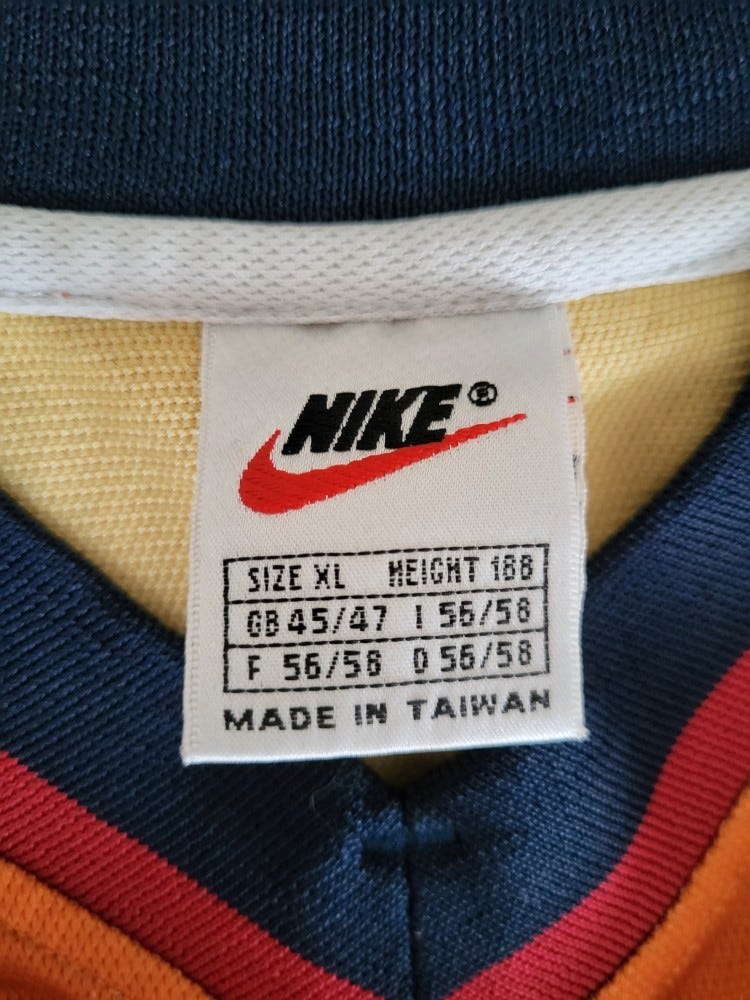 NIKE®
SIZE XL HEIGHT 188
GB 45/47 I 56/58
F 56/58 D 56/58
MADE IN TAIWAN